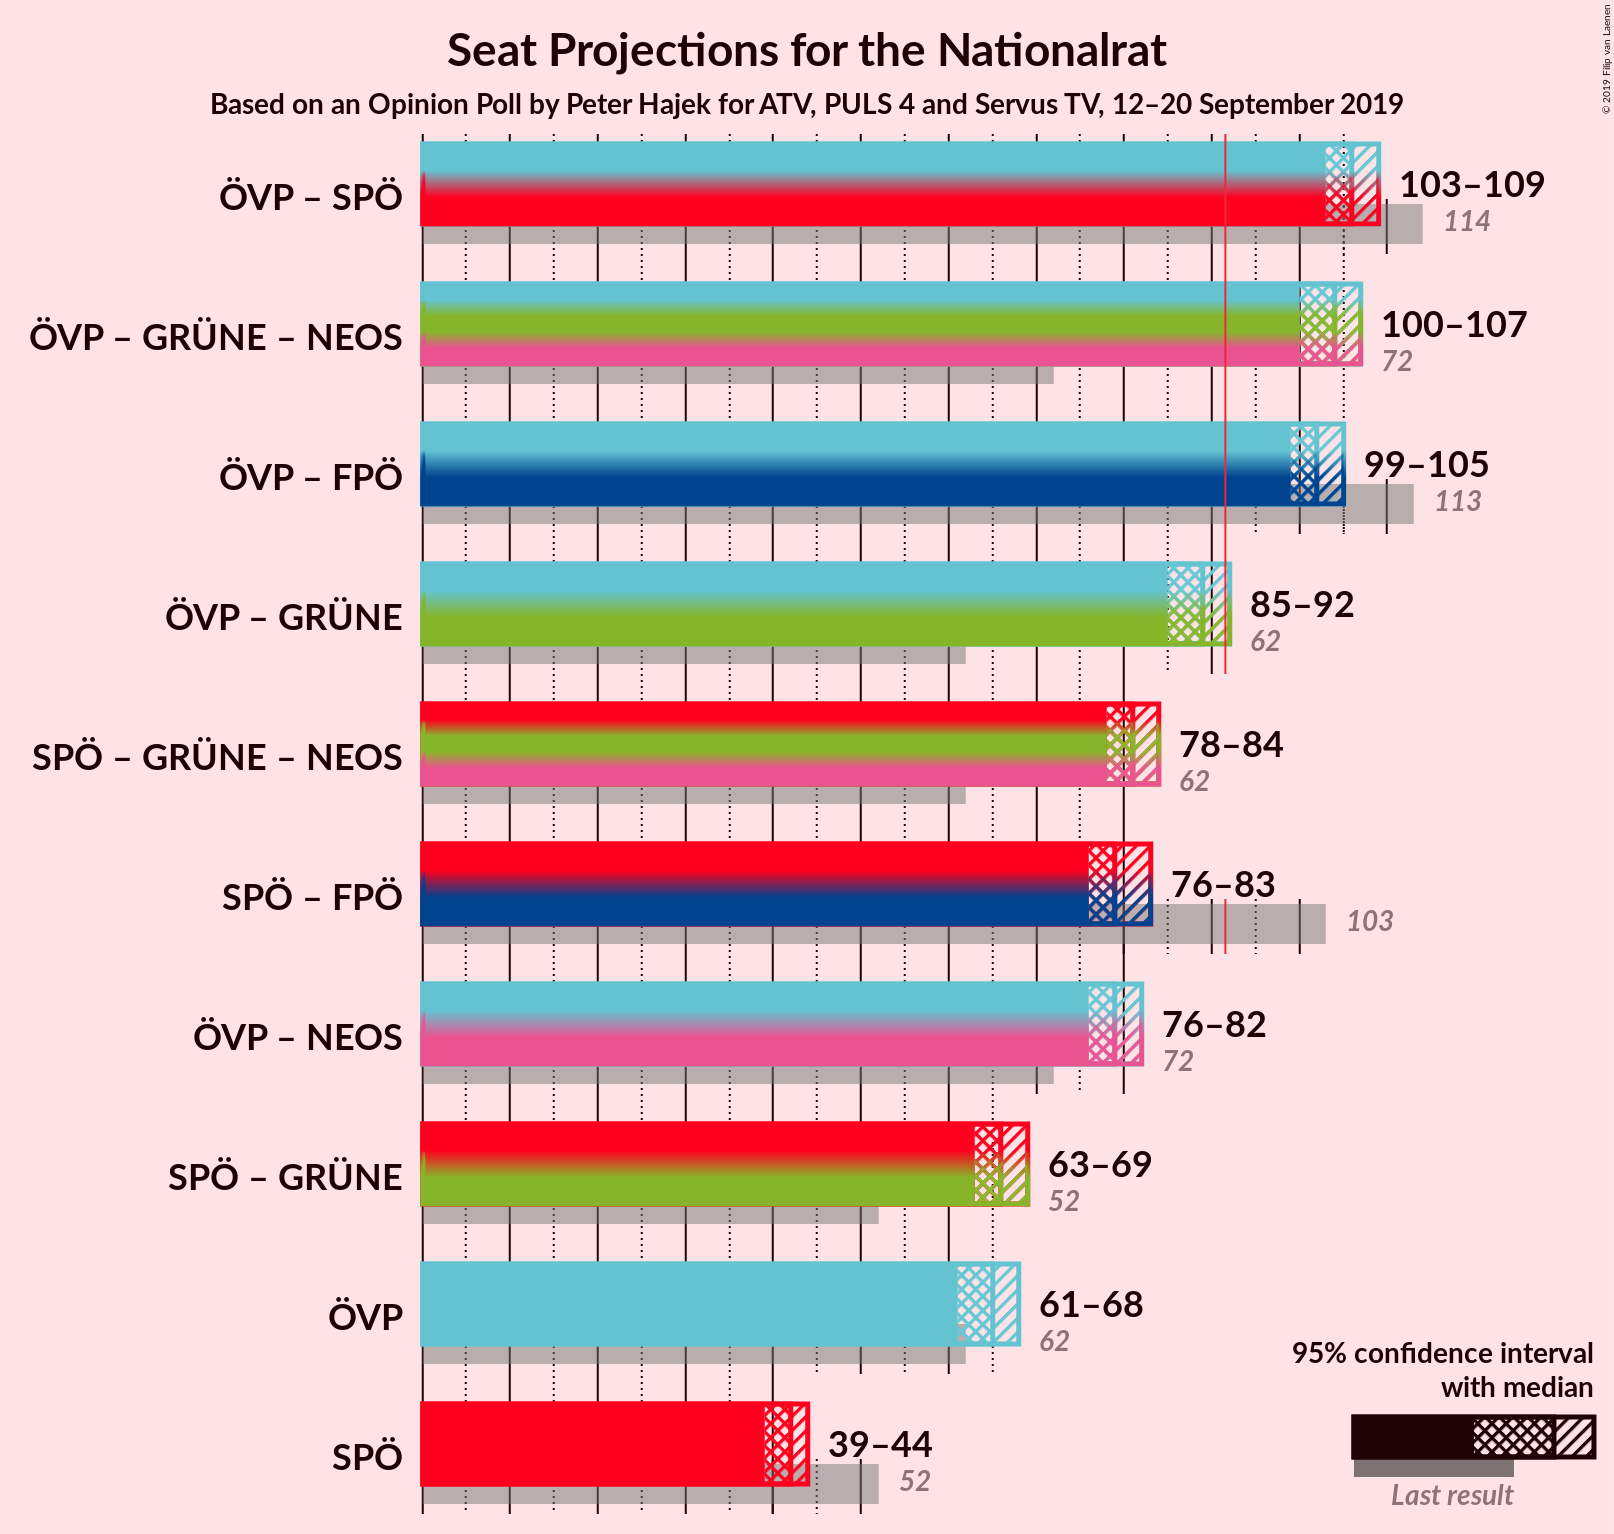 Seat Projections for the Nationalrat
Based on an Opinion Poll by Peter Hajek for ATV, PULS 4 and Servus TV, 12–20 September 2019
© 2019 Filip van Laenen
ÖVP – SPÖ
103–109
114
ÖVP – GRÜNE – NEOS
100–107
72
ÖVP – FPÖ
99–105
113
ÖVP – GRÜNE
85–92
62
SPÖ – GRÜNE – NEOS
78–84
62
SPÖ – FPÖ
76–83
103
ÖVP – NEOS
76–82
72
SPÖ – GRÜNE
63–69
52
ÖVP
61–68
62
SPÖ
39–44
52
95% confidence interval
with median
Last result